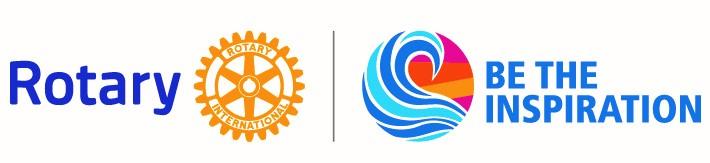 Rotary
ROTARY
INTERNATIONAL
BE THE
INSPIRATION